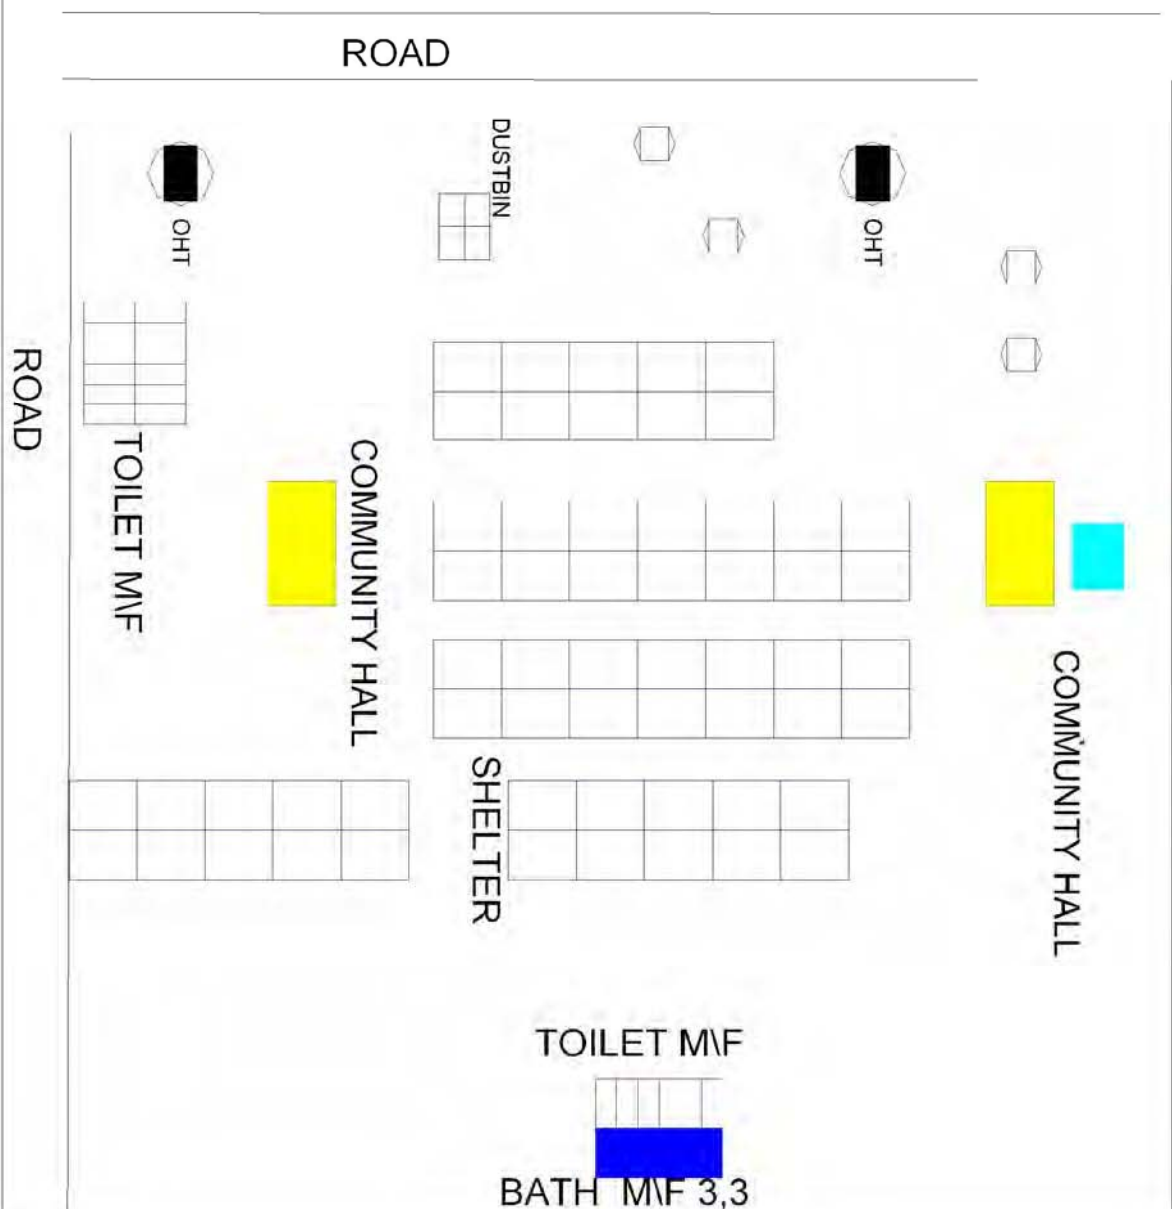 ROAD
DUSTBIN
OHT
OHT
ROAD
TOILET M\F
COMMUNITY HALL
COMMUNITY HALL
SHELTER
TOILET M\F
BATH M\F 3,3